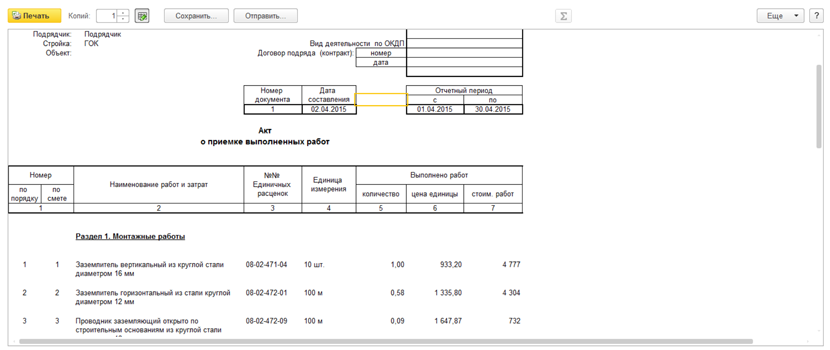 Печать Копий: 1 Сохранить... Отправить... Σ Еще ?
Подрядчик: Подрядчик
Стройка: ГОК Вид деятельности по ОКДП
Объект: Договор подряда (контракт): номер
дата
Номер документа Дата составления Отчетный период
с по
1 02.04.2015 01.04.2015 30.04.2015
Акт
о приемке выполненных работ
Номер Наименование работ и затрат №№ Единичных расценок Единица измерения Выполнено работ
по порядку по смете количество цена единицы стоим. работ
1 2 3 4 5 6 7
Раздел 1. Монтажные работы
1 1 Заземлитель вертикальный из круглой стали 08-02-471-04 10 шт. 1,00 933,20 4 777
диаметром 16 мм
2 2 Заземлитель горизонтальный из стали круглой 08-02-472-01 100 м 0,58 1 335,80 4 304
диаметром 12 мм
3 3 Проводник заземляющий открыто по 08-02-472-09 100 м 0,09 1 647,87 732
строительным основаниям из круглой стали